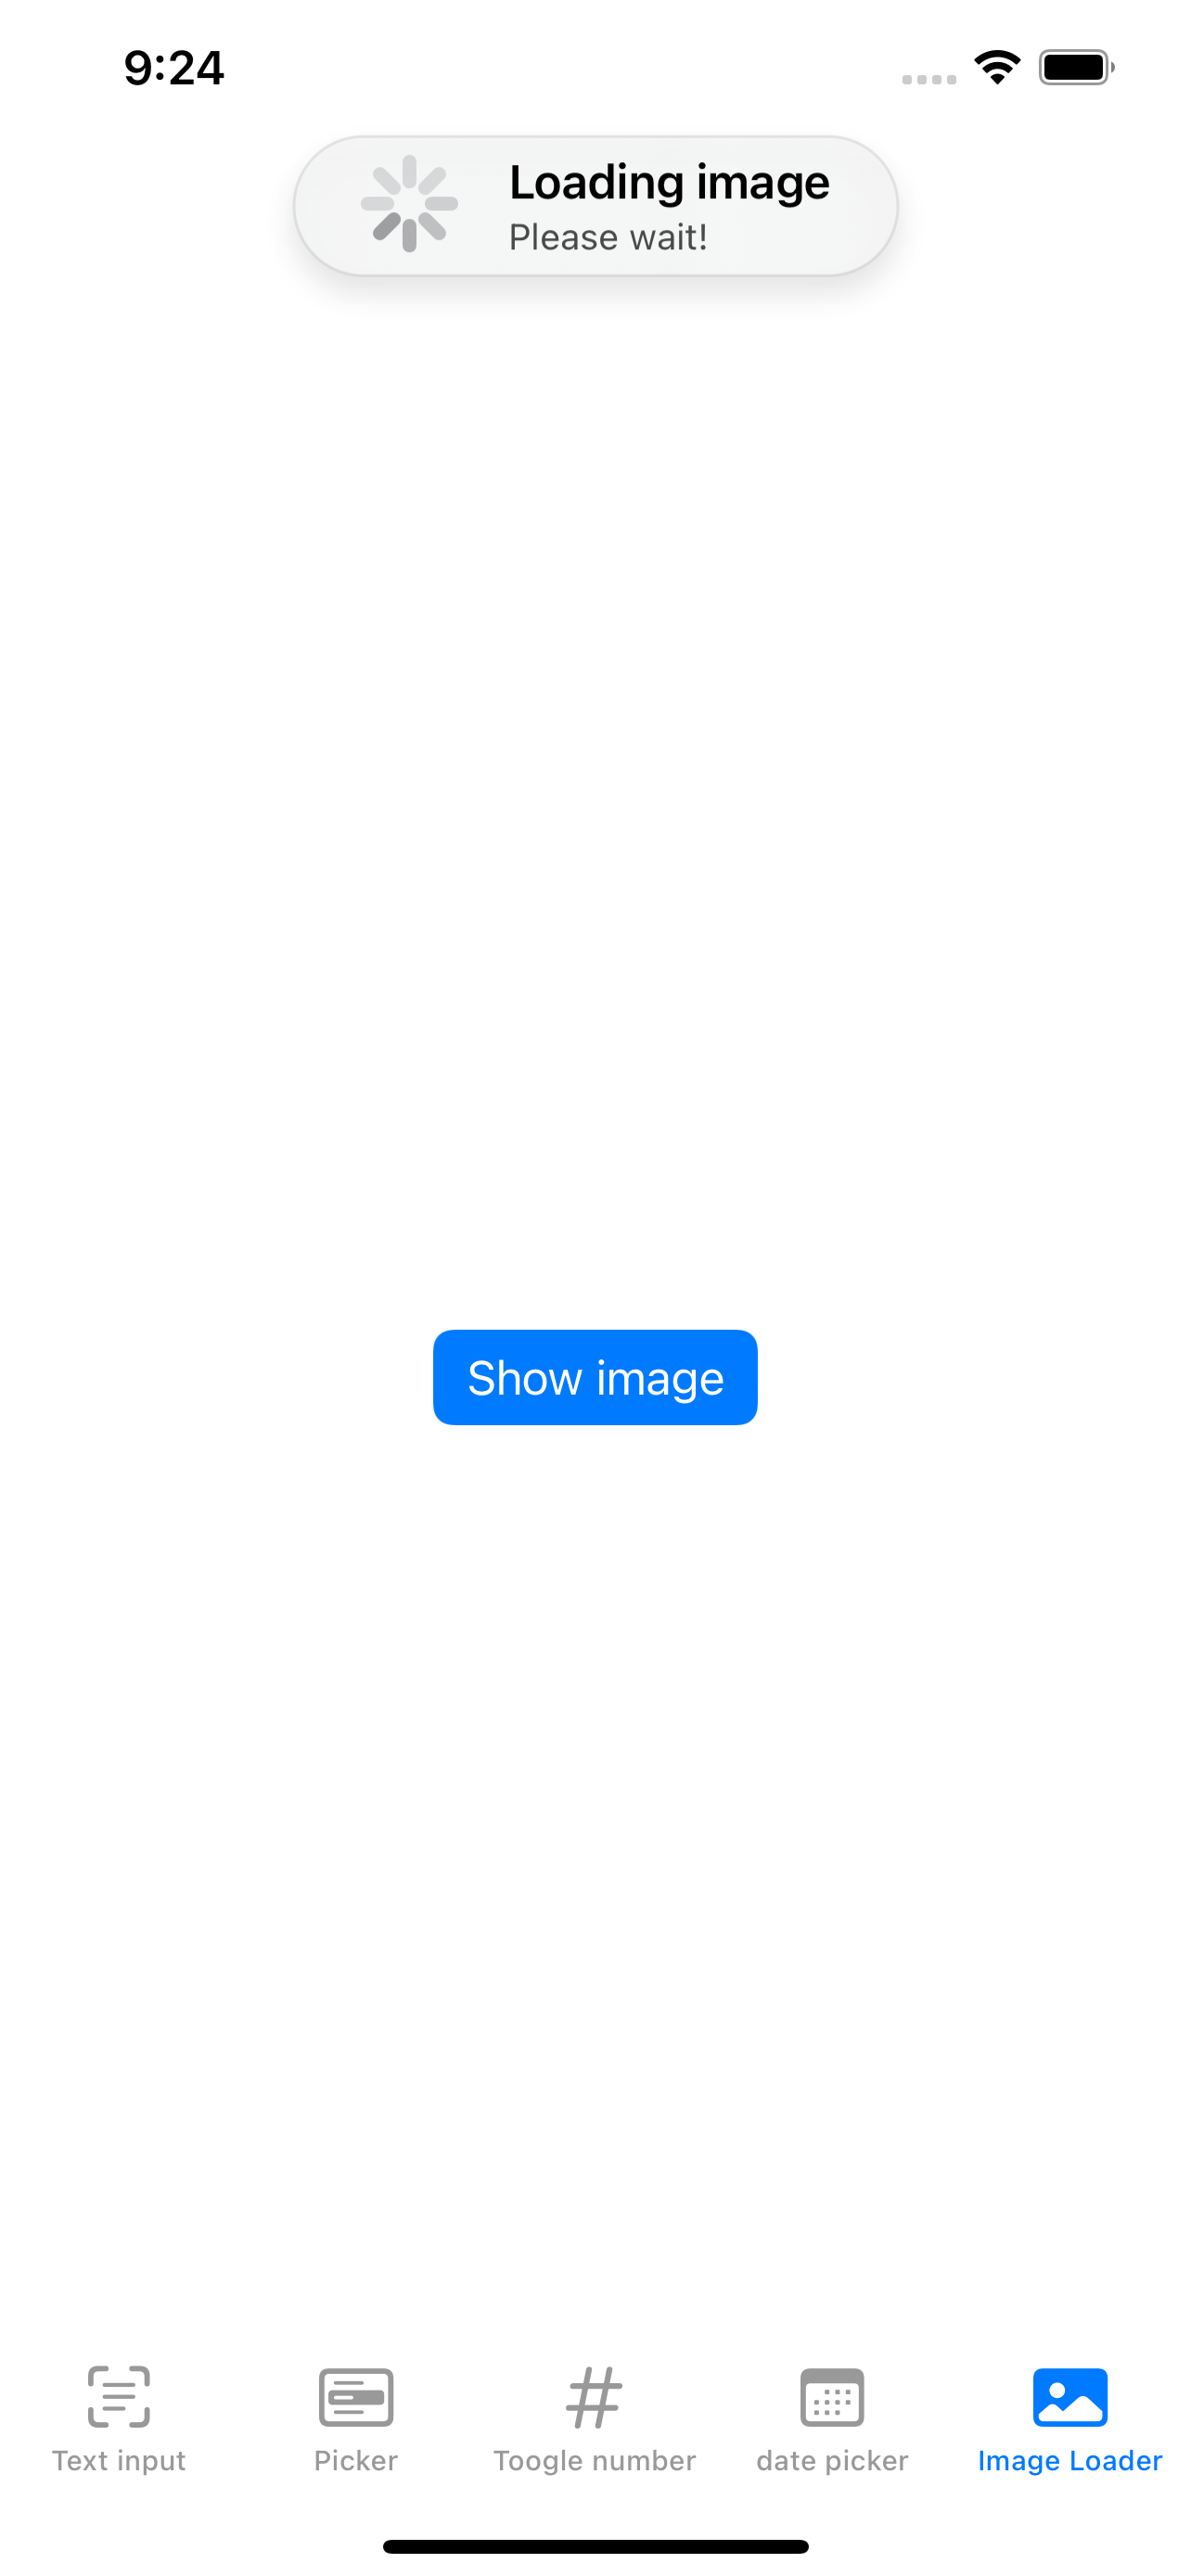 9:24
Loading image
Please wait!
Show image
Text input
Picker
Toogle number
date picker
Image Loader